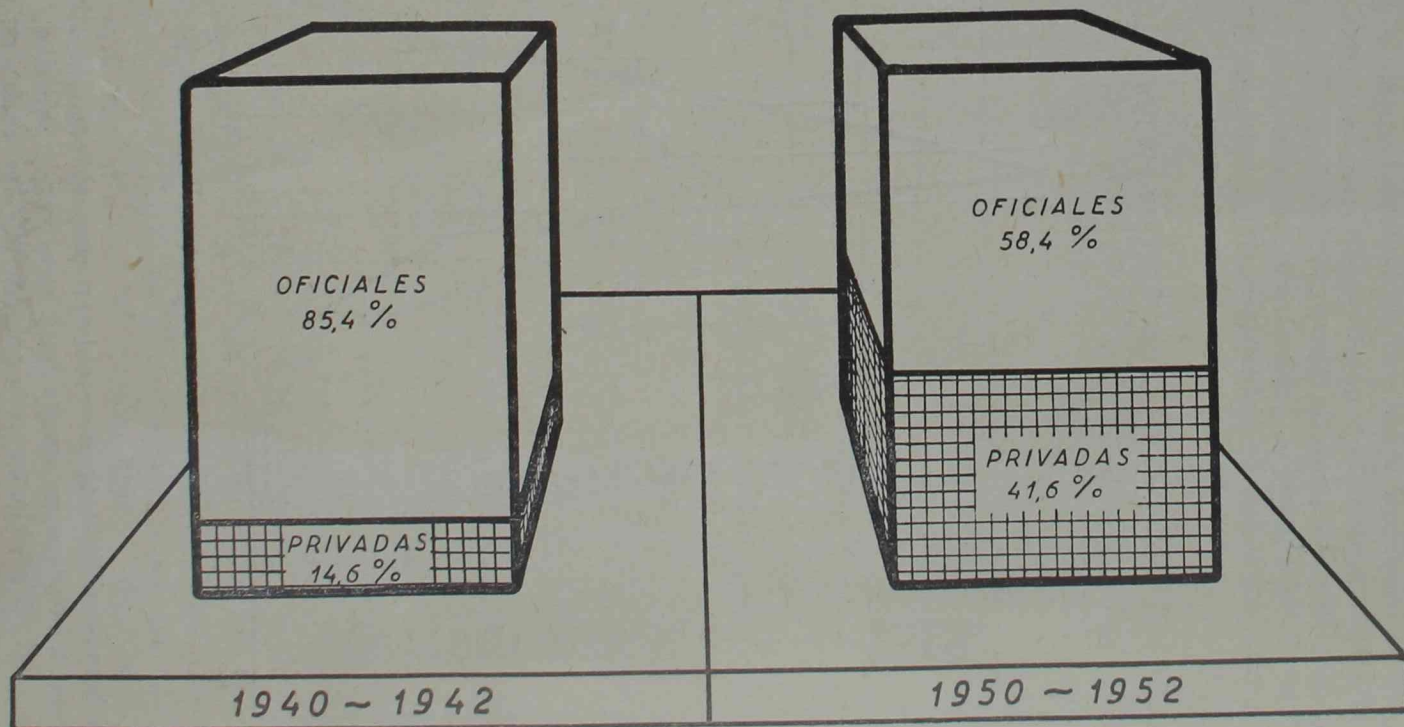 OFICIALES
85,4 %
PRIVADAS
14,6 %
OFICIALES
58,4 %
PRIVADAS
41,6 %
1940 ~ 1942
1950 ~ 1952